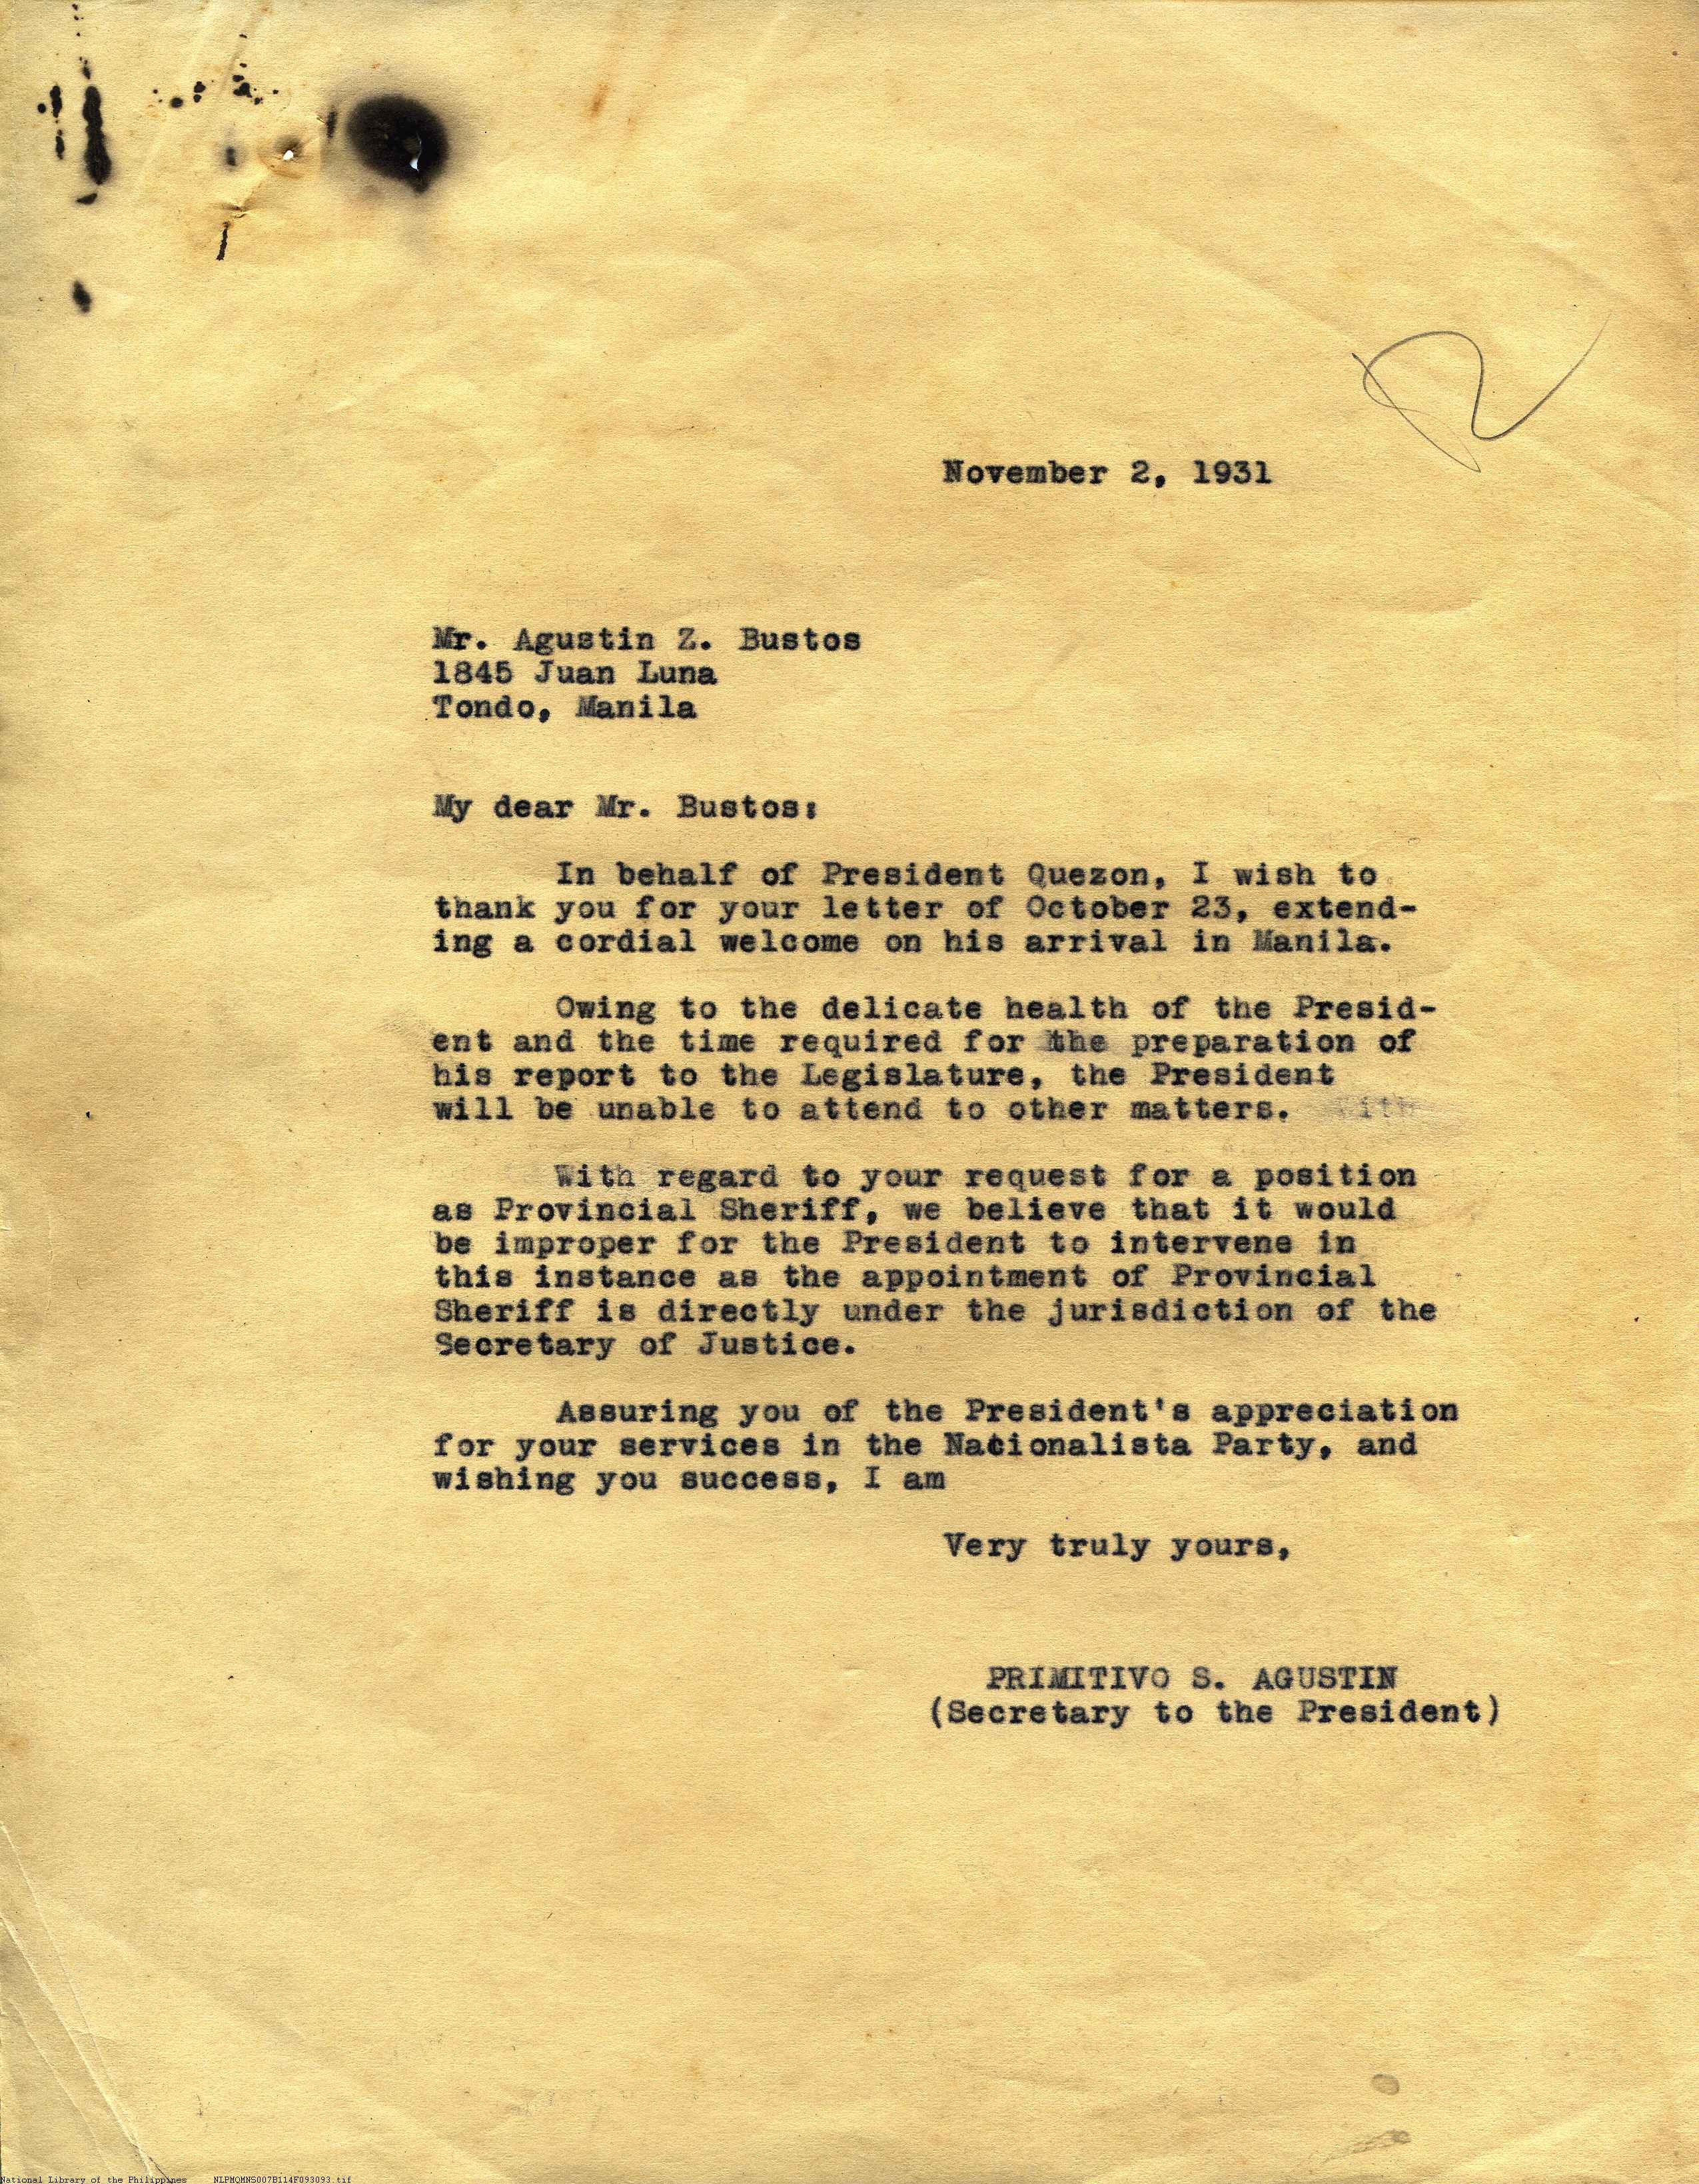 November 2, 1931
Mr. Agustin Z. Bustos
1845 Juan Luna
Tondo, Manila
My dear Mr. Bustos:
In behalf of President Quezon, I wish to
thank you for your letter of October 23, extend-
ing a cordial welcome on his arrival in Manila.
Owing to the delicate health of the Presid-
ent and the time required for the preparation of
his report to the Legislature, the President
will be unable to attend to other matters.
With regard to your request for a position
as Provincial Sheriff, we believe that it would
be improper for the President to intervene in
this instance as the appointment of Provincial
Sheriff is directly under the jurisdiction of the
Secretary of Justice.
Assuring you of the President's appreciation
for your services in the Nacionalista Party, and
wishing you success, I am
Very truly yours,
PRIMITIVO S. AGUSTIN
(Secretary to the President)
National Library of the Philippines NLPMQMNS007B114F093093.tif